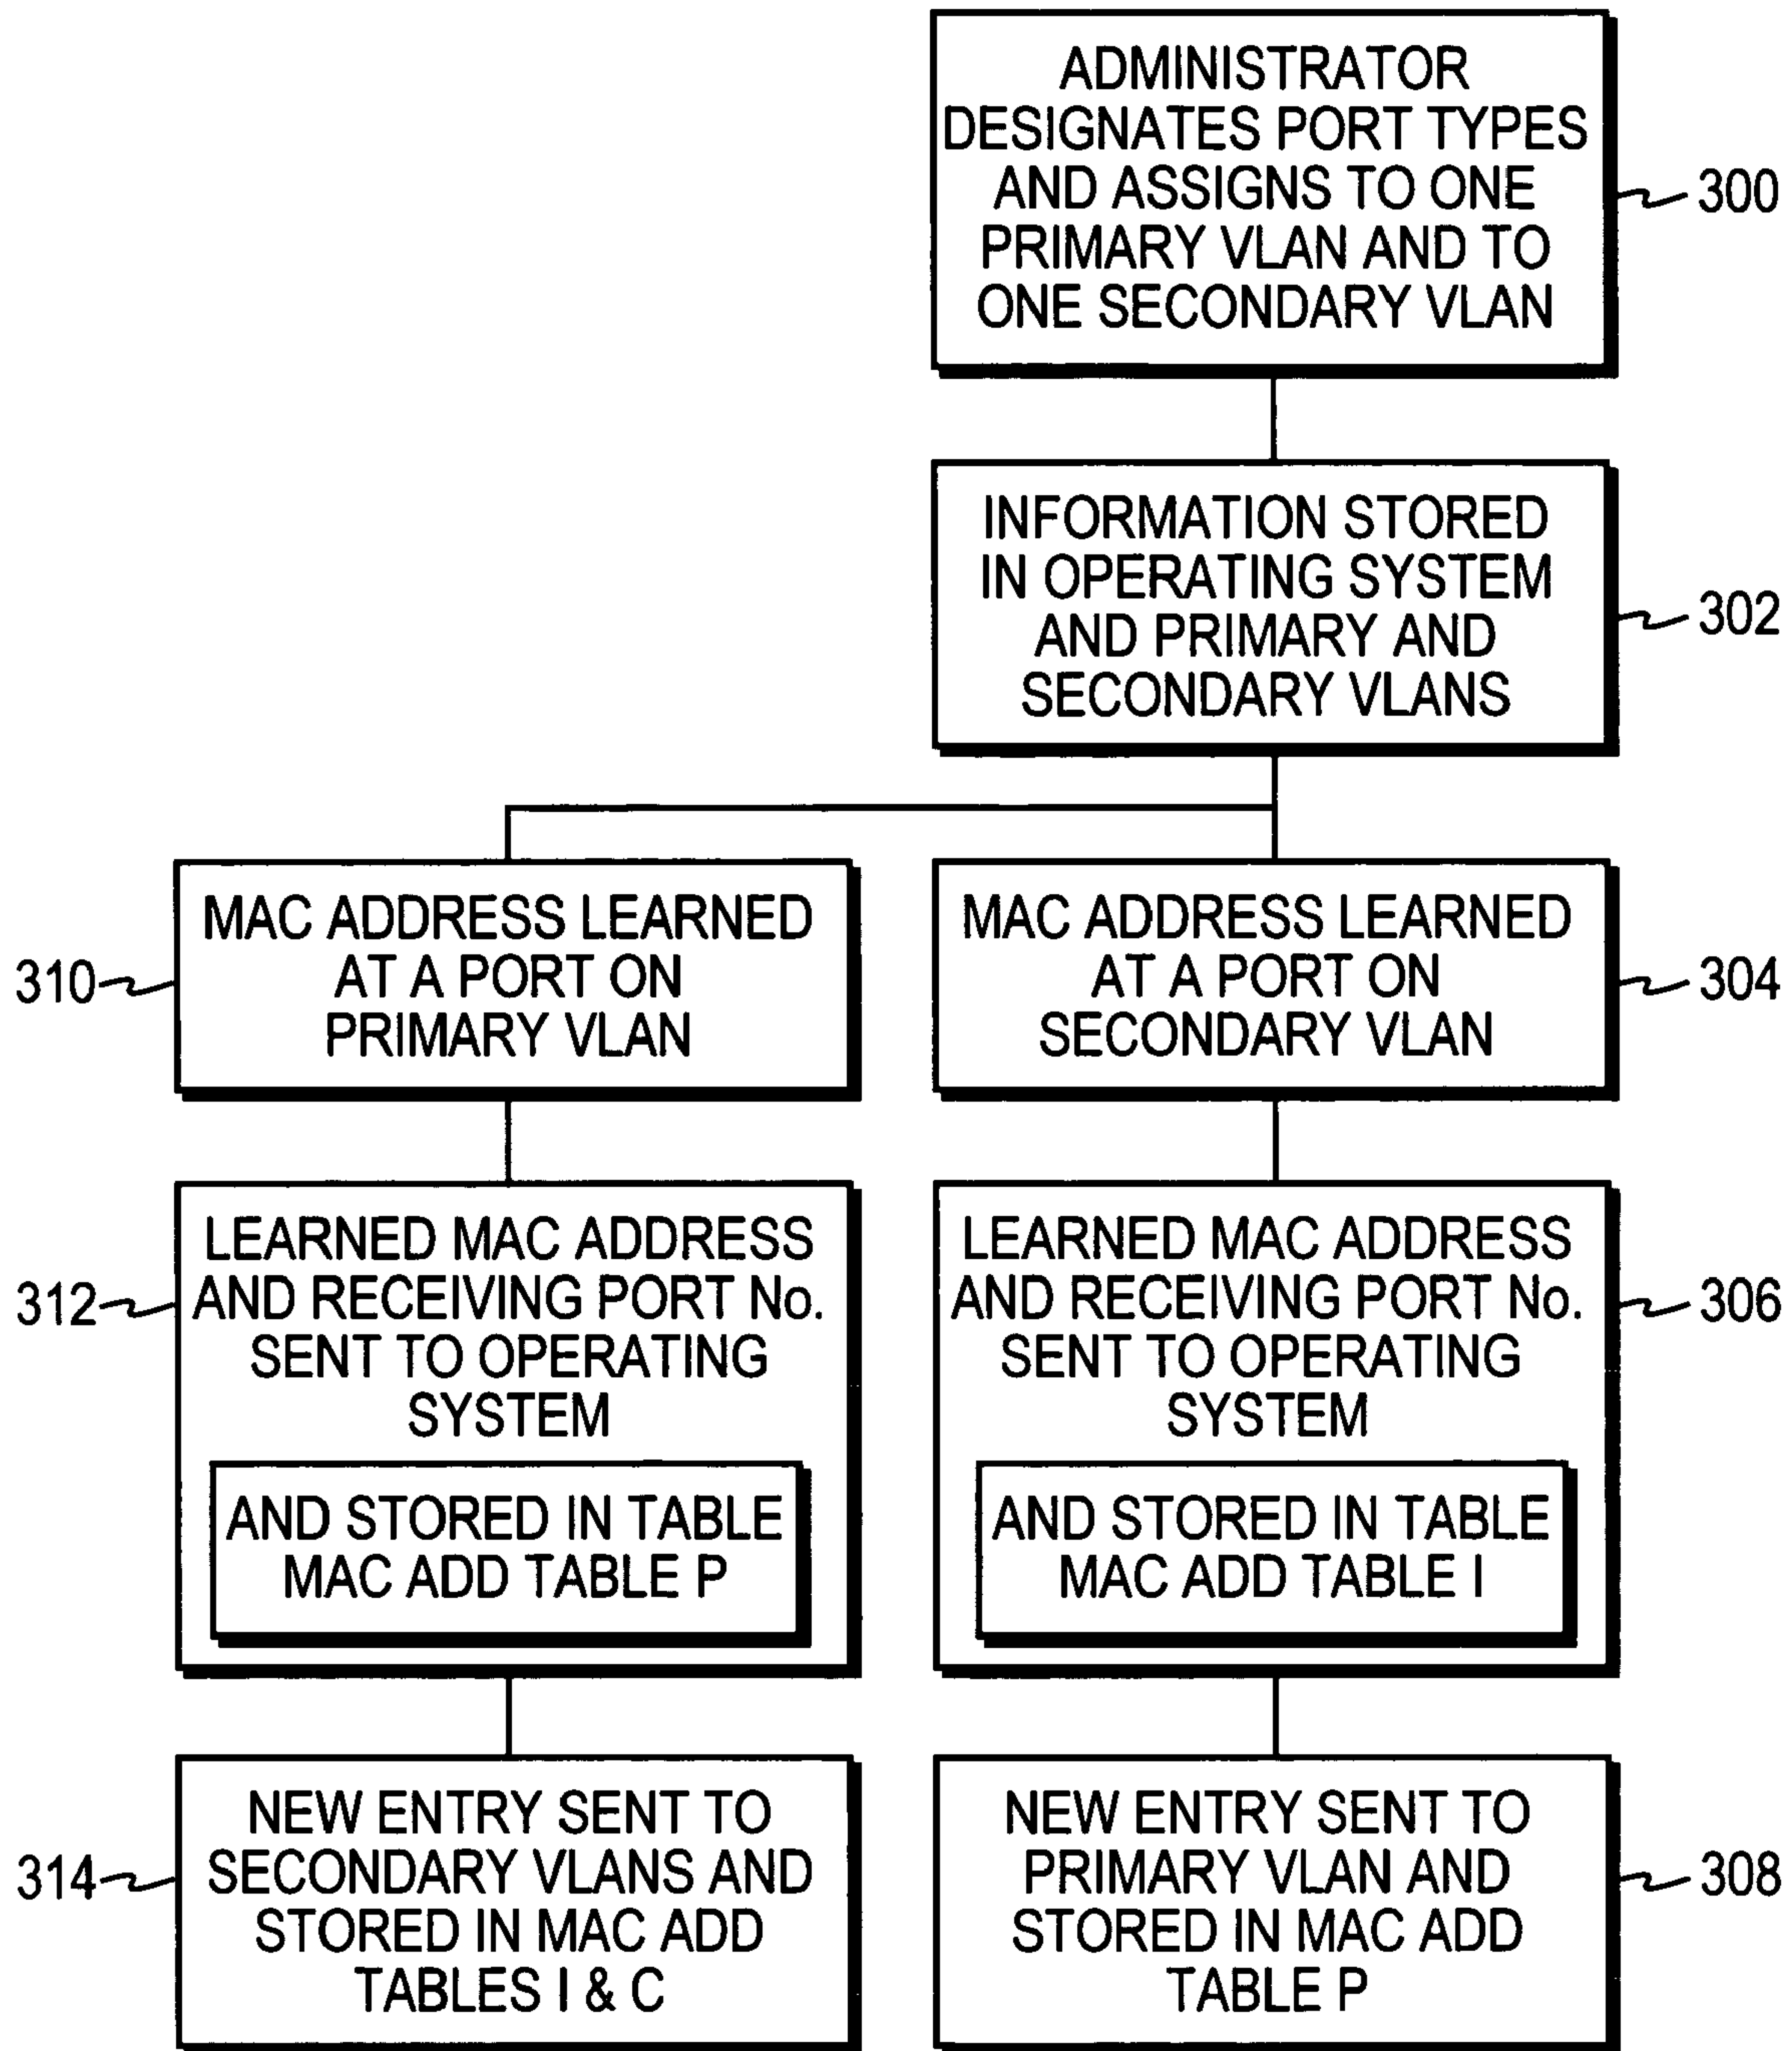 ADMINISTRATOR
DESIGNATES PORT TYPES
AND ASSIGNS TO ONE
PRIMARY VLAN AND TO
ONE SECONDARY VLAN
300
INFORMATION STORED
IN OPERATING SYSTEM
AND PRIMARY AND
SECONDARY VLANS
302
MAC ADDRESS LEARNED
AT A PORT ON
PRIMARY VLAN
310
MAC ADDRESS LEARNED
AT A PORT ON
SECONDARY VLAN
304
LEARNED MAC ADDRESS
AND RECEIVING PORT No.
SENT TO OPERATING
SYSTEM
AND STORED IN TABLE
MAC ADD TABLE P
312
LEARNED MAC ADDRESS
AND RECEIVING PORT No.
SENT TO OPERATING
SYSTEM
AND STORED IN TABLE
MAC ADD TABLE I
306
NEW ENTRY SENT TO
SECONDARY VLANS AND
STORED IN MAC ADD
TABLES I & C
314
NEW ENTRY SENT TO
PRIMARY VLAN AND
STORED IN MAC ADD
TABLE P
308